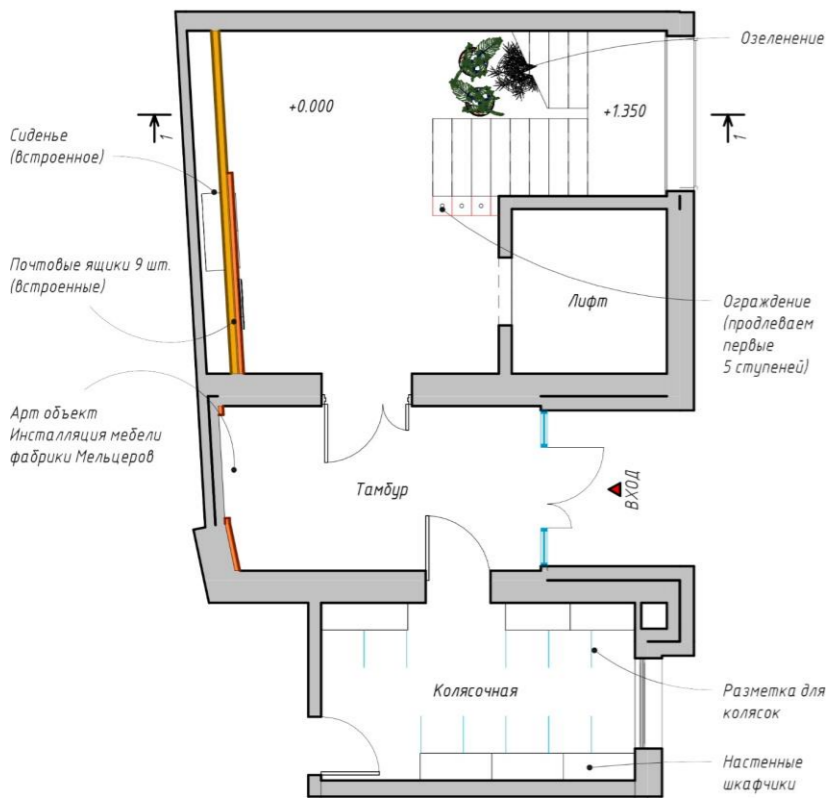 Озеленение
+0.000
+1.350
1
1
Сиденье
(встроенное)
Почтовые ящики 9 шт.
(встроенные)
Лифт
Ограждение
(продлеваем
первые
5 ступеней)
Арт объект
Инсталляция мебели
фабрики Мельцеров
Тамбур
ВХОД
Колясочная
Разметка для
колясок
Настенные
шкафчики